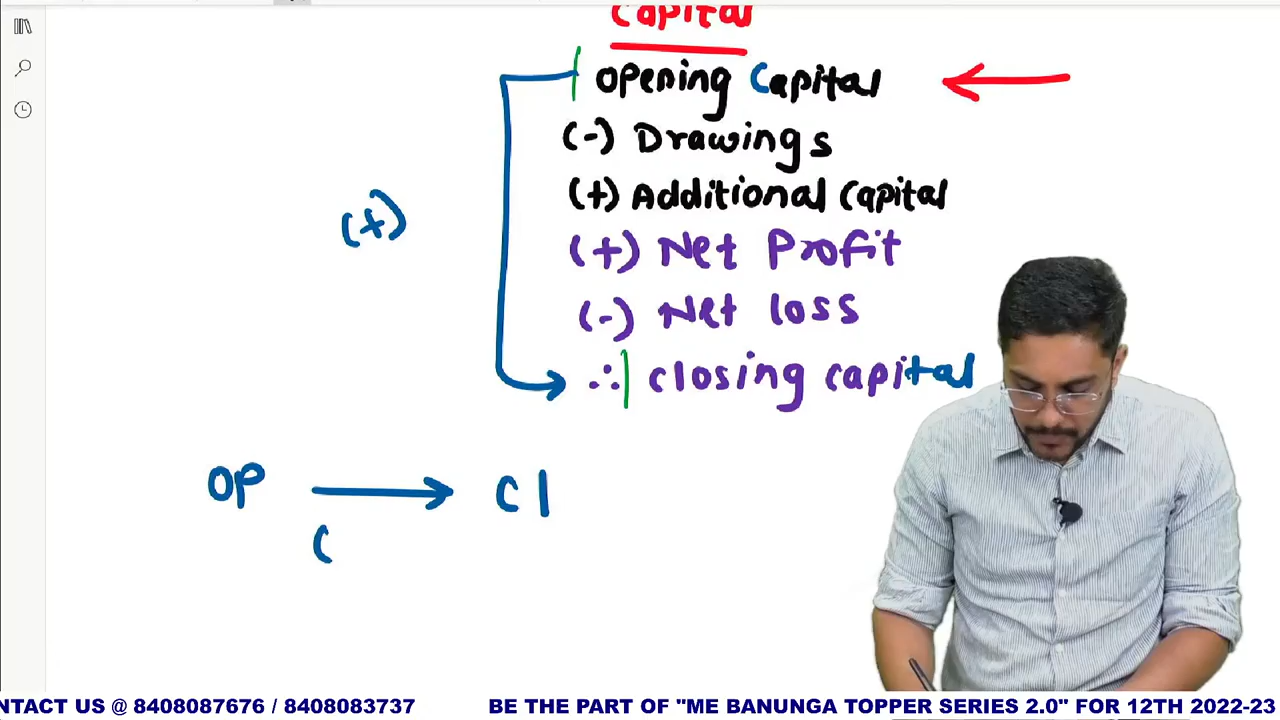 Capital
Opening Capital
(-) Drawings
(+) Additional Capital
(+) Net Profit
(-) Net loss
∴ closing capital
(+)
OP → Cl
(
NTACT US @ 8408087676 / 8408083737 BE THE PART OF "ME BANUNGA TOPPER SERIES 2.0" FOR 12TH 2022-23